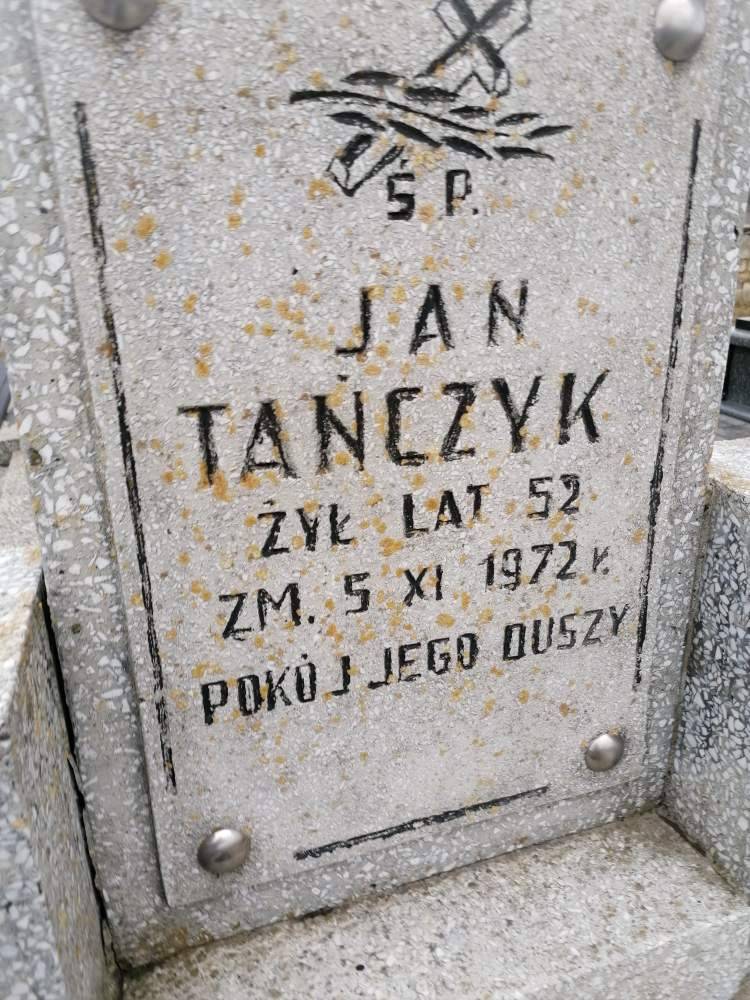 Ś. P.
JAN
TAŃCZYK
ŻYŁ LAT 52
ZM. 5 XI 1972 r.
POKÓJ JEGO DUSZY